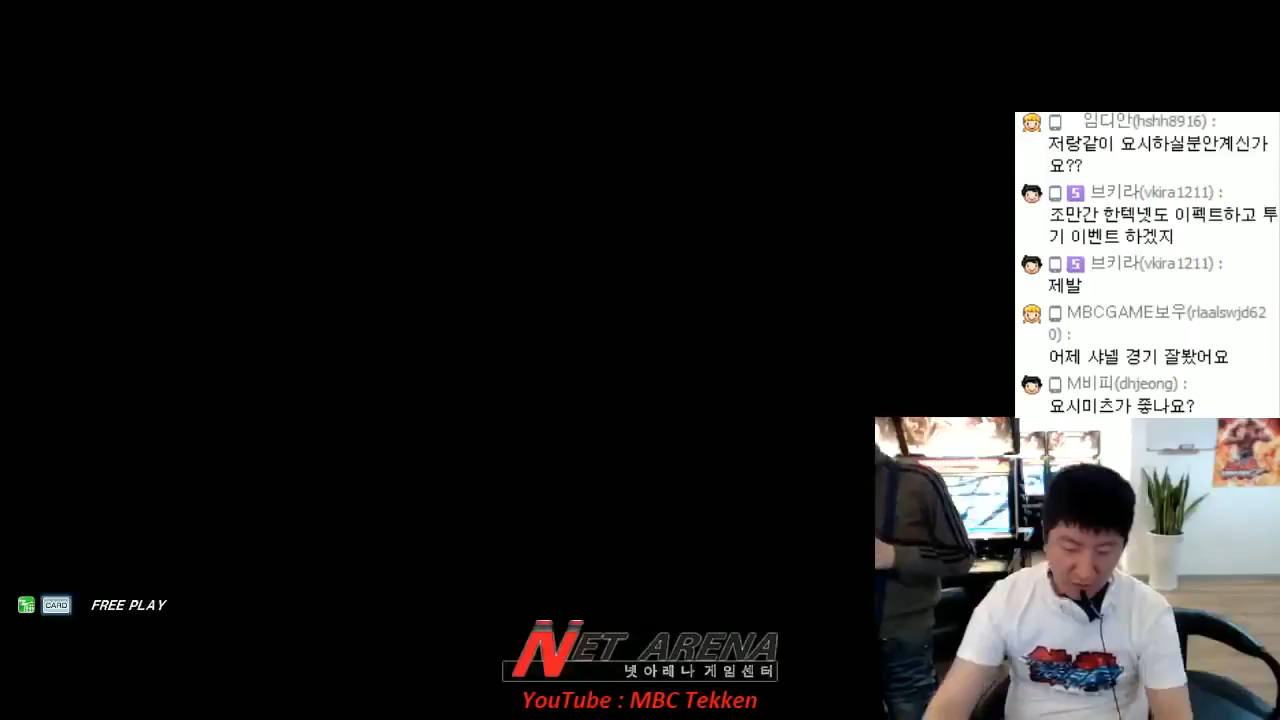 임디안(hshh8916) :
저랑같이 요시하실분안계신가
요??
5 브키라(vkira1211) :
조만간 한텍넷도 이펙트하고 투
기 이벤트 하겠지
5 브키라(vkira1211) :
제발
MBCGAME보우(rlaalswjd62
0) :
어제 샤넬 경기 잘봤어요
M비피(dhjeong) :
요시미츠가 좋나요?
CARD FREE PLAY
NET ARENA
넷아레나게임센터
YouTube : MBC Tekken